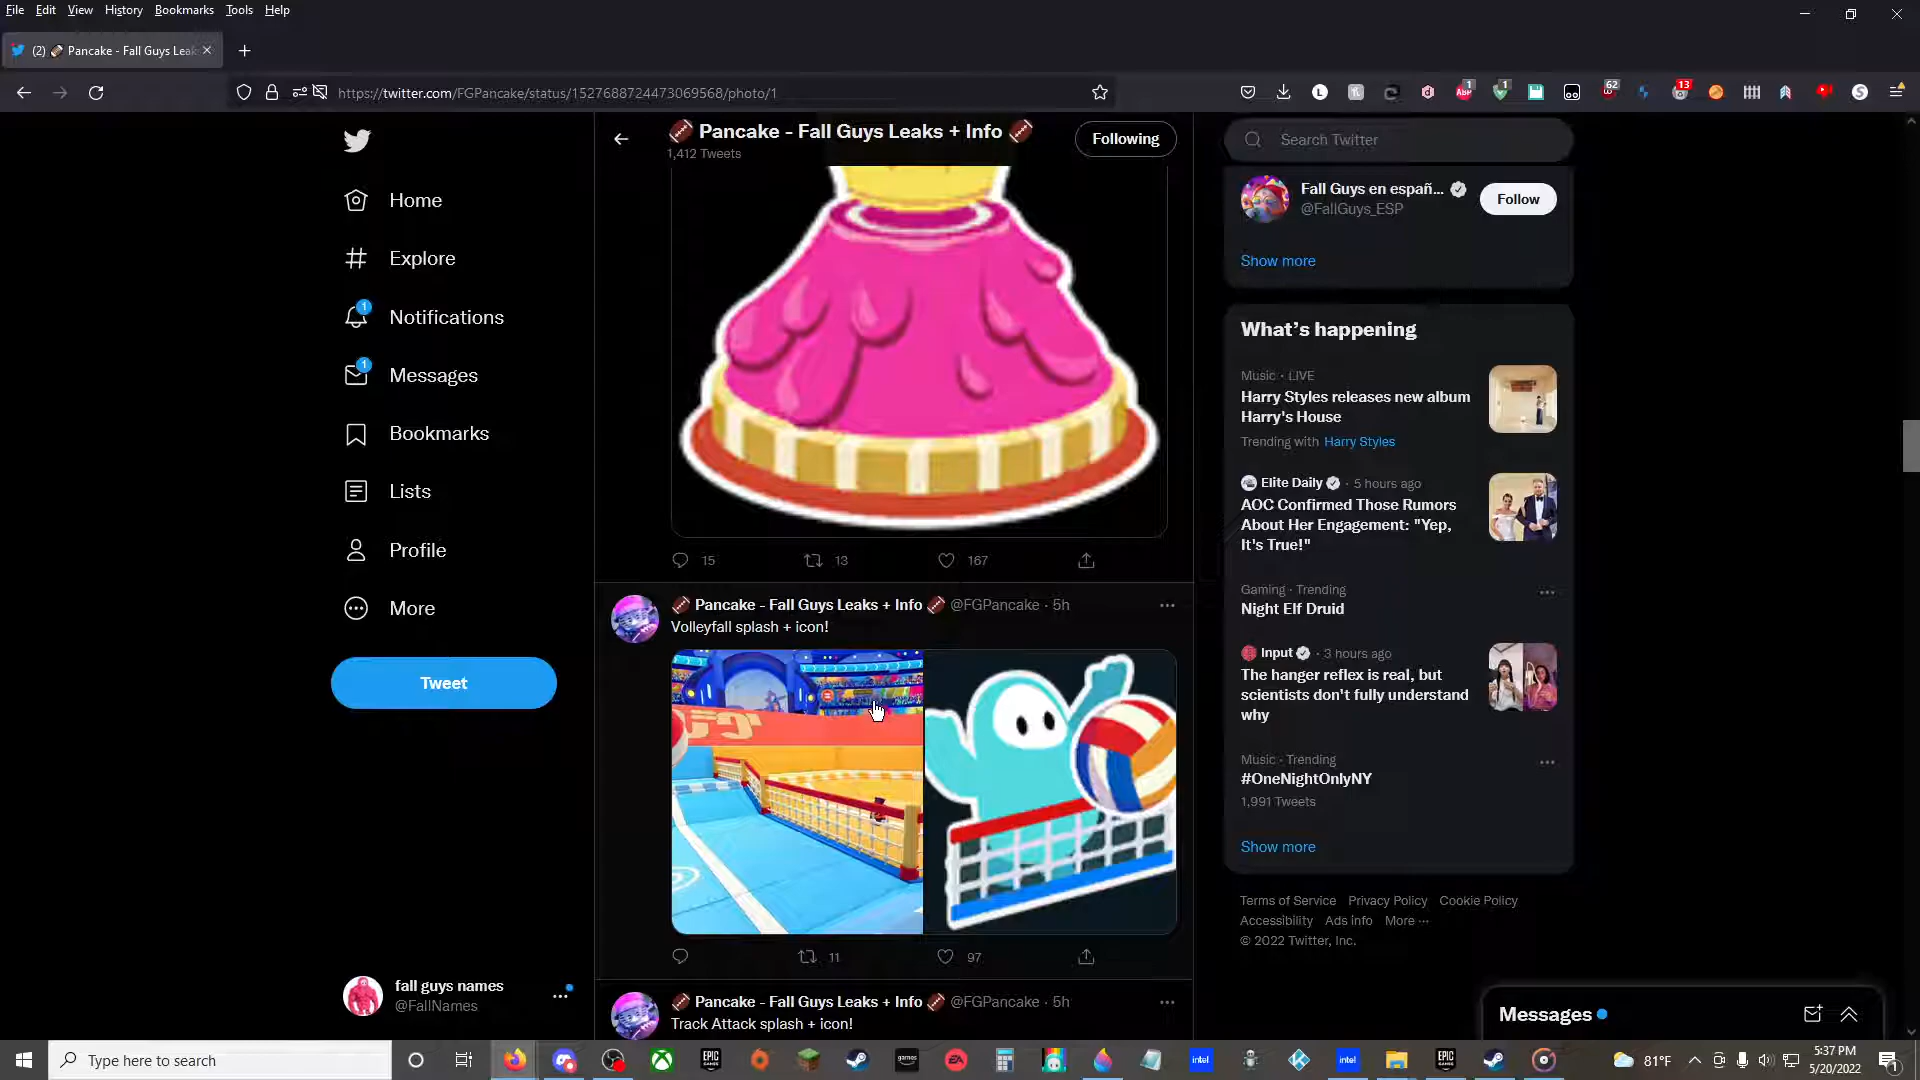 File Edit View History Bookmarks Tools Help
(2) 🏈 Pancake - Fall Guys Leak
https://twitter.com/FGPancake/status/1527688724473069568/photo/1
62
13
1
1
🏈 Pancake - Fall Guys Leaks + Info 🏈
1,412 Tweets
Following
Home
Explore
1
Notifications
1
Messages
Bookmarks
Lists
Profile
More
Tweet
fall guys names
@FallNames
15 13 167
🏈 Pancake - Fall Guys Leaks + Info 🏈 @FGPancake · 5h
Volleyfall splash + icon!
11 97
🏈 Pancake - Fall Guys Leaks + Info 🏈 @FGPancake · 5h
Track Attack splash + icon!
Search Twitter
Fall Guys en españ...
@FallGuys_ESP
Follow
Show more
What's happening
Music · LIVE
Harry Styles releases new album
Harry's House
Trending with Harry Styles
Elite Daily · 5 hours ago
AOC Confirmed Those Rumors
About Her Engagement: "Yep,
It's True!"
Gaming · Trending
Night Elf Druid
Input · 3 hours ago
The hanger reflex is real, but
scientists don't fully understand
why
Music · Trending
#OneNightOnlyNY
1,991 Tweets
Show more
Terms of Service Privacy Policy Cookie Policy
Accessibility Ads info More ···
© 2022 Twitter, Inc.
Messages
Type here to search
81°F
5:37 PM
5/20/2022